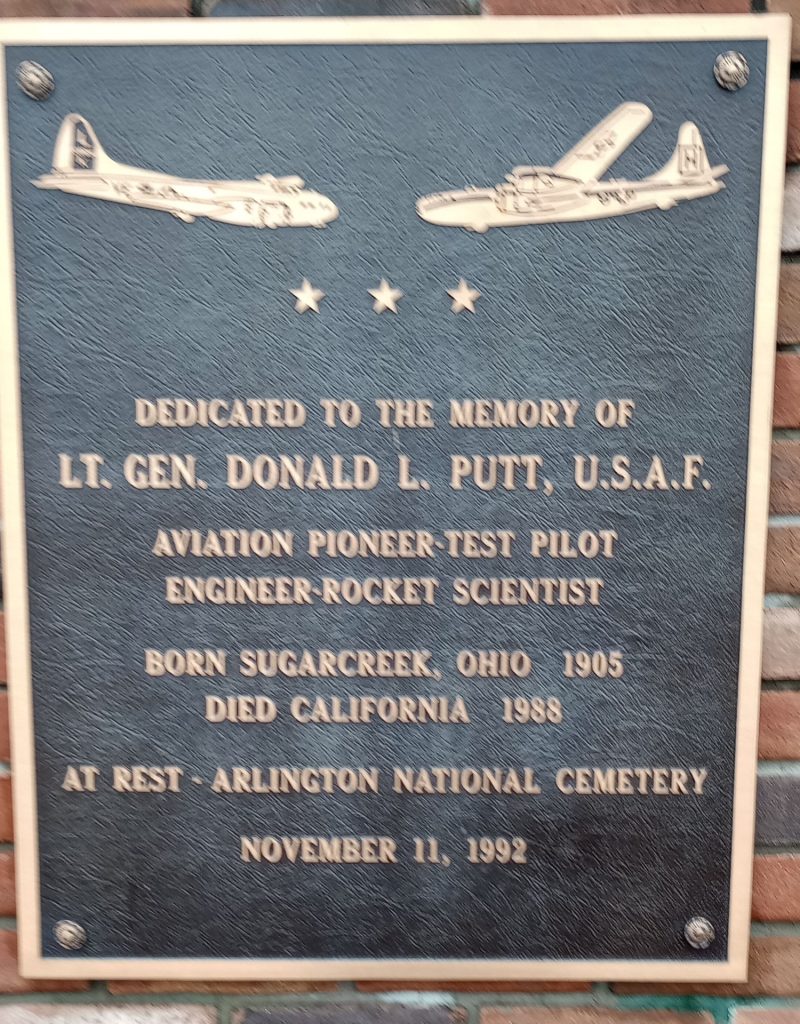 DEDICATED TO THE MEMORY OF
LT. GEN. DONALD L. PUTT, U.S.A.F.
AVIATION PIONEER-TEST PILOT
ENGINEER-ROCKET SCIENTIST
BORN SUGARCREEK, OHIO 1905
DIED CALIFORNIA 1988
AT REST - ARLINGTON NATIONAL CEMETERY
NOVEMBER 11, 1992